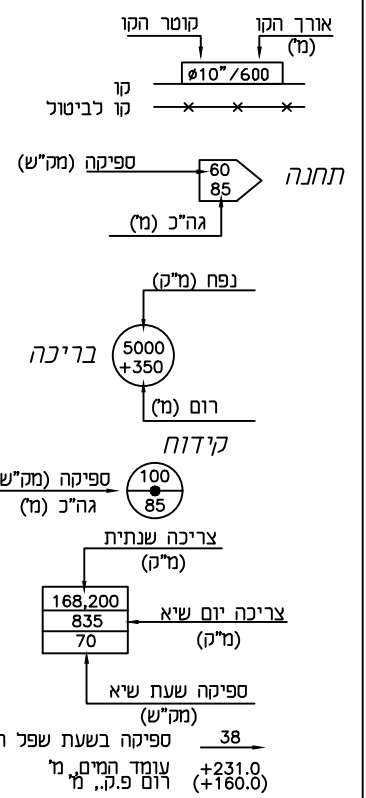 קוטר הקו אורך הקו
(מ')
ø10"/600
קו
קו לביטול
ספיקה (מק"ש)
60
85
תחנה
גה"כ (מ')
נפח (מ"ק)
5000
+350
בריכה
רום (מ')
קידוח
ספיקה (מק"ש
100
גה"כ (מ')
85
צריכה שנתית
(מ"ק)
168,200
835
70
צריכה יום שיא
(מ"ק)
ספיקה שעת שיא
(מק"ש)
ספיקה בשעת שפל 38
עומד המים, מ' +231.0
רום פ.ק., מ' (+160.0)